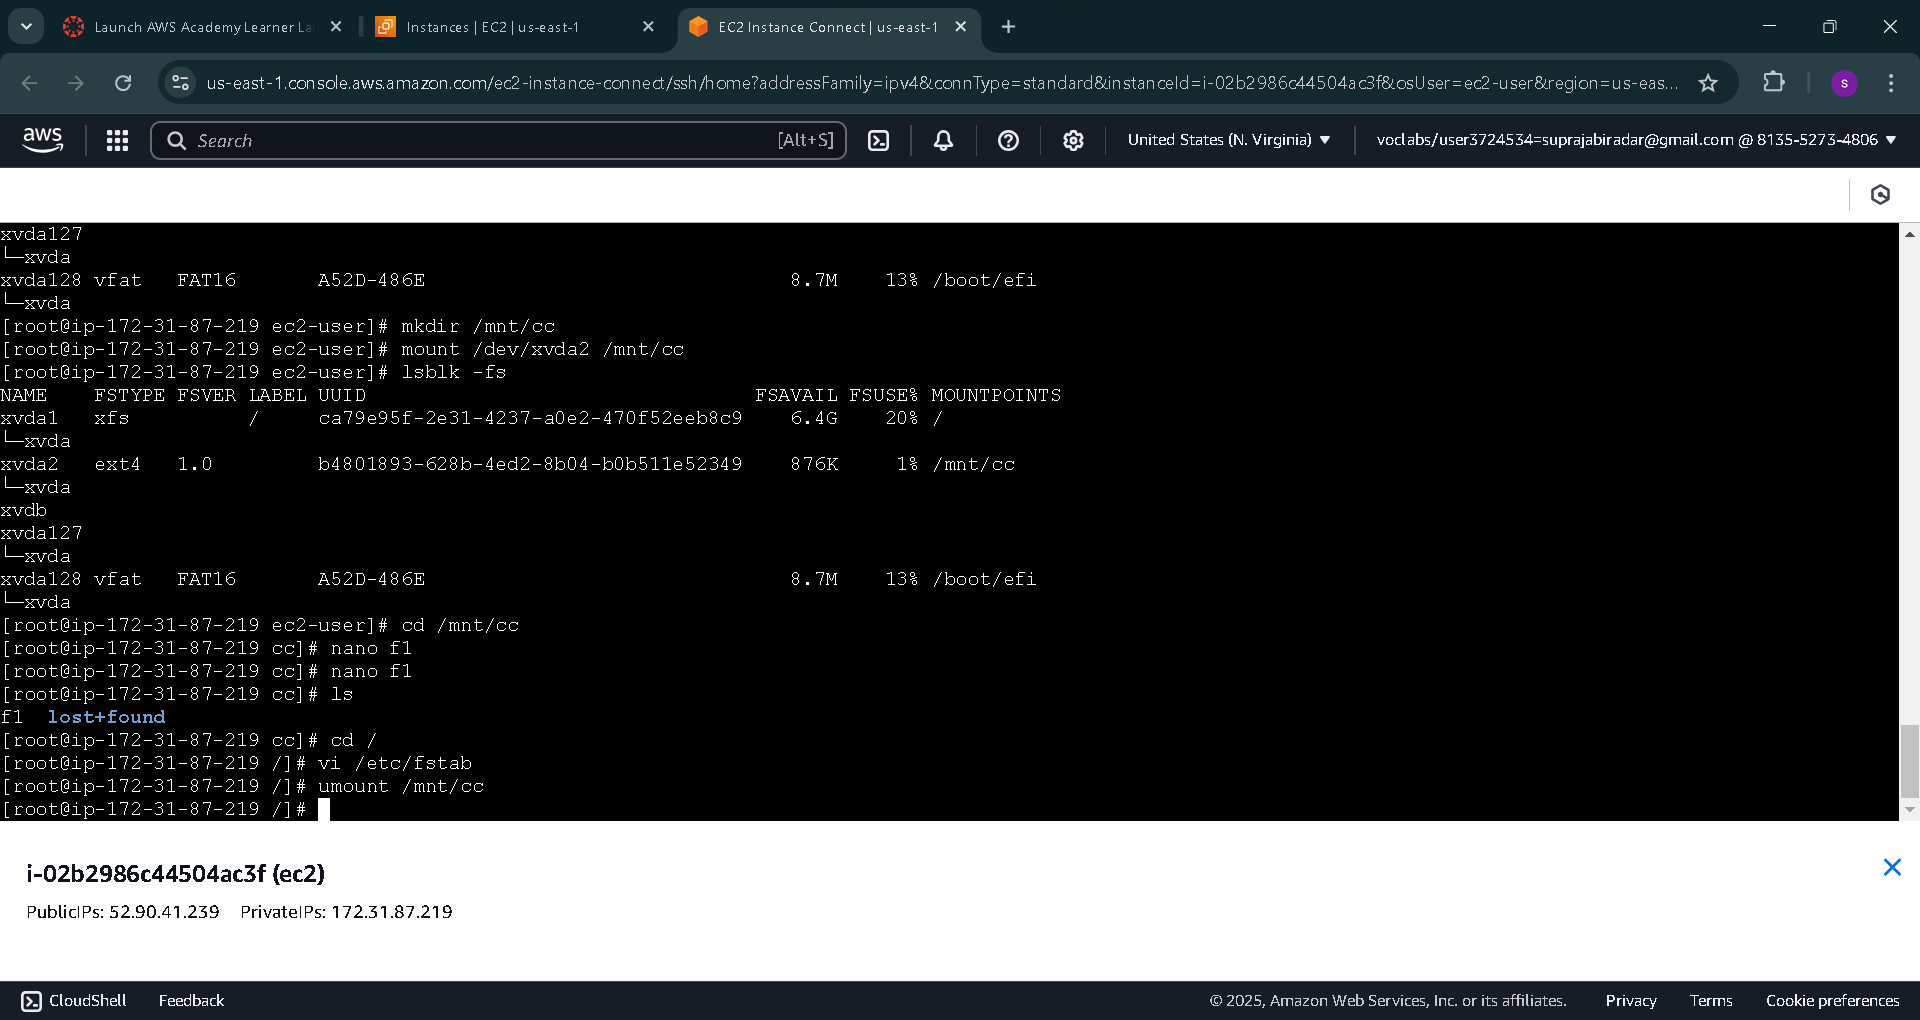 Launch AWS Academy Learner La
Instances | EC2 | us-east-1
EC2 Instance Connect | us-east-1
us-east-1.console.aws.amazon.com/ec2-instance-connect/ssh/home?addressFamily=ipv4&connType=standard&instanceId=i-02b2986c44504ac3f&osUser=ec2-user&region=us-eas...
S
aws
Search
[Alt+S]
United States (N. Virginia)
voclabs/user3724534=suprajabiradar@gmail.com @ 8135-5273-4806
xvda127
└─xvda
xvda128 vfat   FAT16       A52D-486E                               8.7M    13% /boot/efi
└─xvda
[root@ip-172-31-87-219 ec2-user]# mkdir /mnt/cc
[root@ip-172-31-87-219 ec2-user]# mount /dev/xvda2 /mnt/cc
[root@ip-172-31-87-219 ec2-user]# lsblk -fs
NAME    FSTYPE FSVER LABEL UUID                                 FSAVAIL FSUSE% MOUNTPOINTS
xvda1   xfs          /     ca79e95f-2e31-4237-a0e2-470f52eeb8c9    6.4G    20% /
└─xvda
xvda2   ext4   1.0         b4801893-628b-4ed2-8b04-b0b511e52349    876K     1% /mnt/cc
└─xvda
xvdb
xvda127
└─xvda
xvda128 vfat   FAT16       A52D-486E                               8.7M    13% /boot/efi
└─xvda
[root@ip-172-31-87-219 ec2-user]# cd /mnt/cc
[root@ip-172-31-87-219 cc]# nano f1
[root@ip-172-31-87-219 cc]# nano f1
[root@ip-172-31-87-219 cc]# ls
f1  lost+found
[root@ip-172-31-87-219 cc]# cd /
[root@ip-172-31-87-219 /]# vi /etc/fstab
[root@ip-172-31-87-219 /]# umount /mnt/cc
[root@ip-172-31-87-219 /]#
i-02b2986c44504ac3f (ec2)
PublicIPs: 52.90.41.239    PrivateIPs: 172.31.87.219
CloudShell    Feedback    © 2025, Amazon Web Services, Inc. or its affiliates.    Privacy    Terms    Cookie preferences